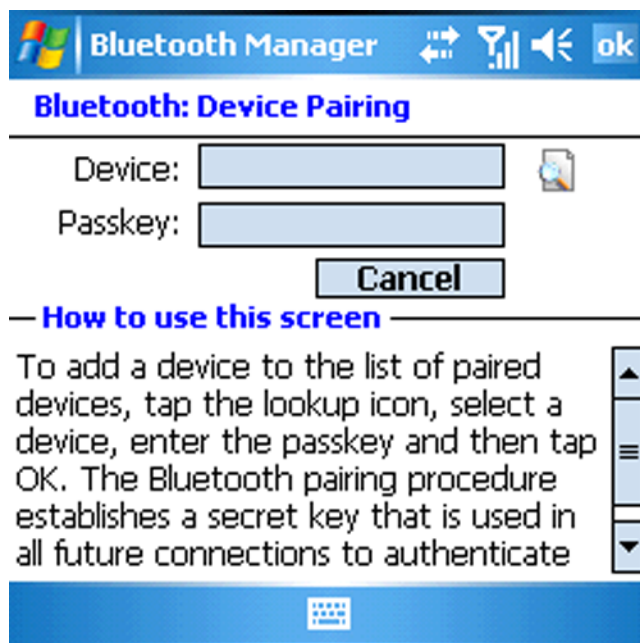 Bluetooth Manager ok
Bluetooth: Device Pairing
Device:
Passkey:
Cancel
How to use this screen
To add a device to the list of paired
devices, tap the lookup icon, select a
device, enter the passkey and then tap
OK. The Bluetooth pairing procedure
establishes a secret key that is used in
all future connections to authenticate